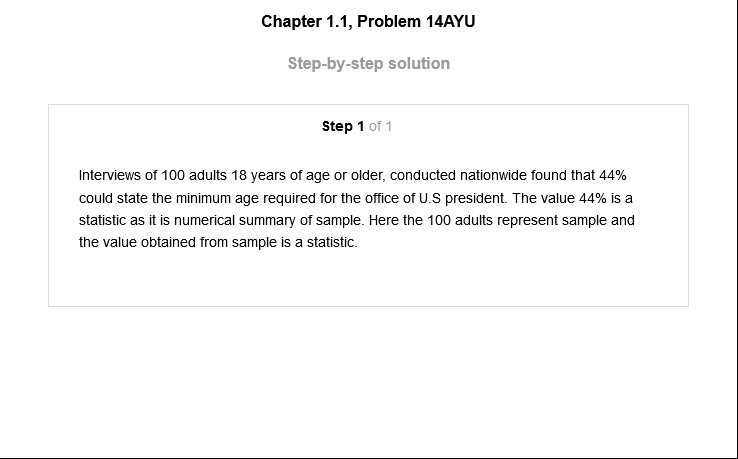 Chapter 1.1, Problem 14AYU
Step-by-step solution
Step 1 of 1
Interviews of 100 adults 18 years of age or older, conducted nationwide found that 44%
could state the minimum age required for the office of U.S president. The value 44% is a
statistic as it is numerical summary of sample. Here the 100 adults represent sample and
the value obtained from sample is a statistic.